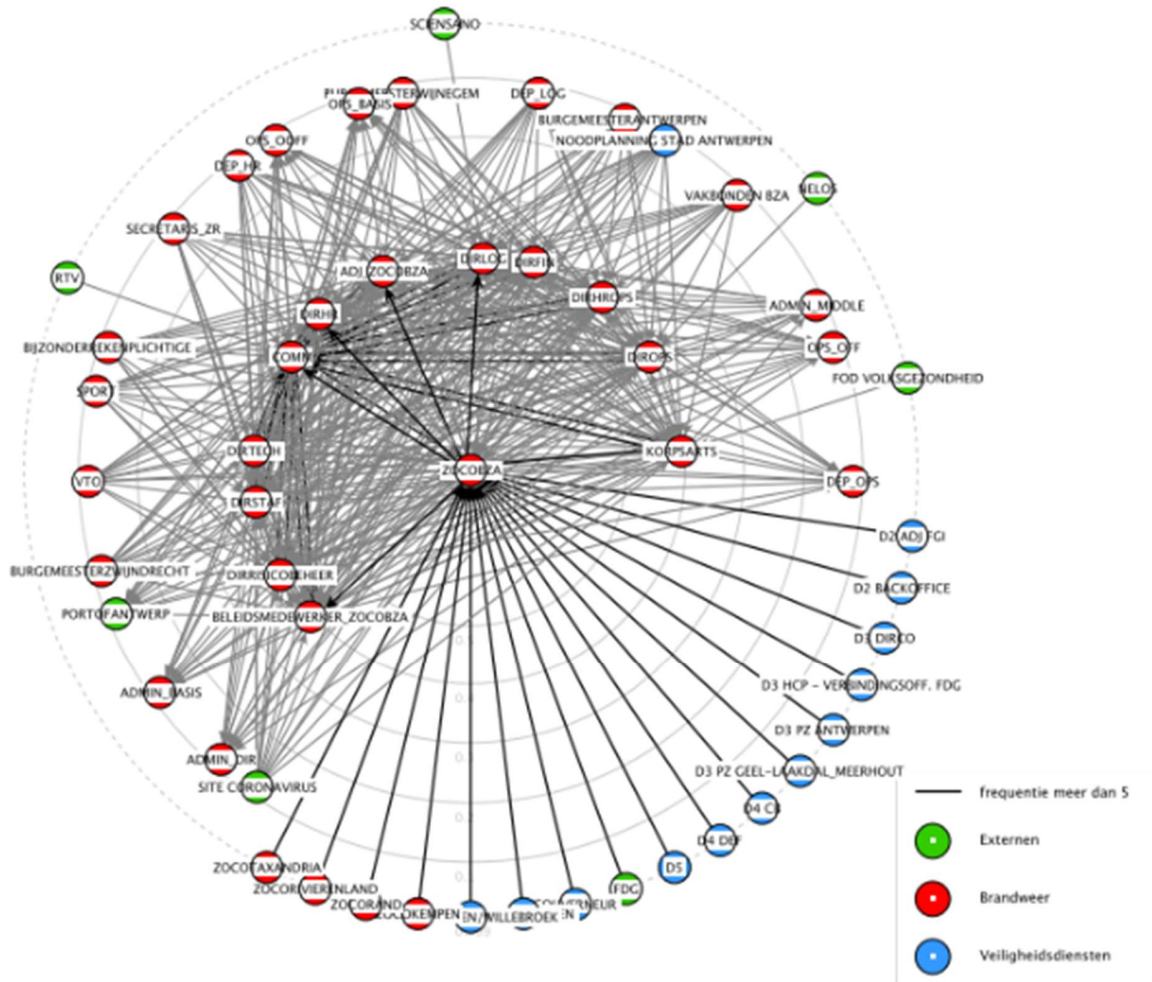 SCIENSANO
OPS_BASIS
DEP_LOG
BURGEMEESTERANTWERPEN
OPS_OOFF
NOODPLANNING STAD ANTWERPEN
DEP_HR
NELOS
VAKBONDEN BZA
SECRETARIS_ZR
DIRLOG
DIRFIN
ADJ_ZOCOBZA
RTV
DIRHROPS
ADMIN_MIDDLE
DIRHR
BIJZONDERREKENPLICHTIGE
OPS_OFF
COMM
DIROPS
FOD VOLKSGEZONDHEID
SPORT
DIRTECH
KORPSARTS
ZOCOBZA
VTO
DEP_OPS
DIRSTAF
D2 ADJ FGI
BURGEMEESTERZWIJNDRECHT
D2 BACKOFFICE
PORTOFANTWERP
BELEIDSMEDEWERKER_ZOCOBZA
D3 DIRCO
D3 HCP - VERBINDINGSOFF. FDG
ADMIN_BASIS
D3 PZ ANTWERPEN
ADMIN_DIR
D3 PZ GEEL-LAAKDAL_MEERHOUT
SITE CORONAVIRUS
D4 DEF
ZOCOTAXANDRIA
D5
ZOCORIVIERENLAND
FDG
ZOCORAND
frequentie meer dan 5
Externen
Brandweer
Veiligheidsdiensten